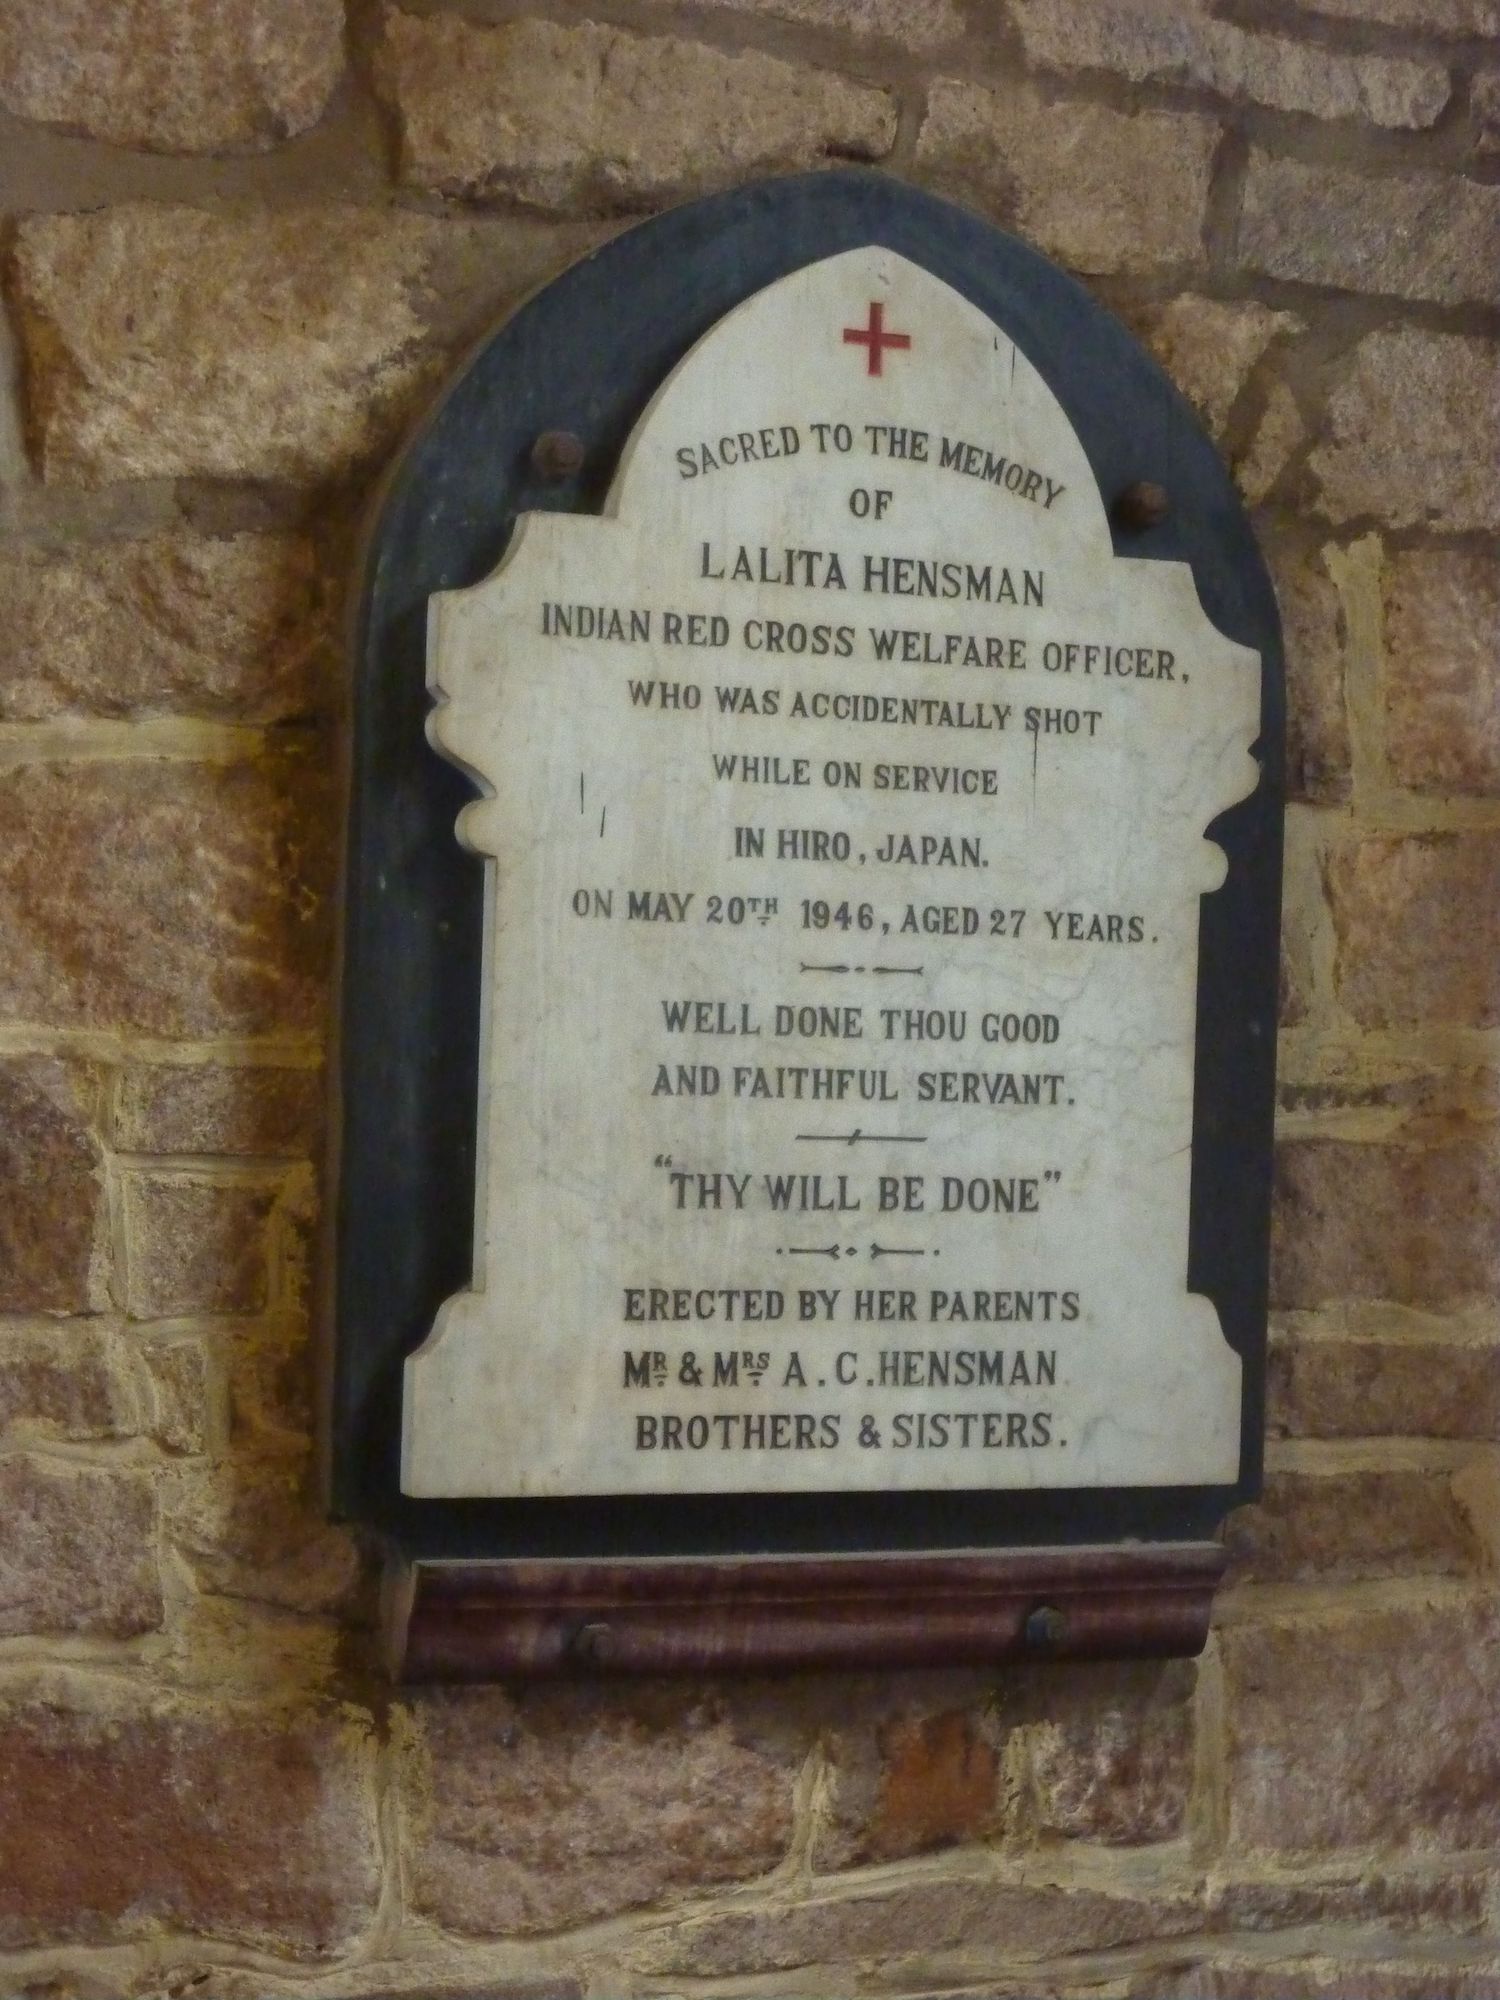 SACRED TO THE MEMORY
OF
LALITA HENSMAN
INDIAN RED CROSS WELFARE OFFICER,
WHO WAS ACCIDENTALLY SHOT
WHILE ON SERVICE
IN HIRO, JAPAN.
ON MAY 20TH 1946, AGED 27 YEARS.
WELL DONE THOU GOOD
AND FAITHFUL SERVANT.
"THY WILL BE DONE"
ERECTED BY HER PARENTS
MR. & MRS. A.C.HENSMAN
BROTHERS & SISTERS.